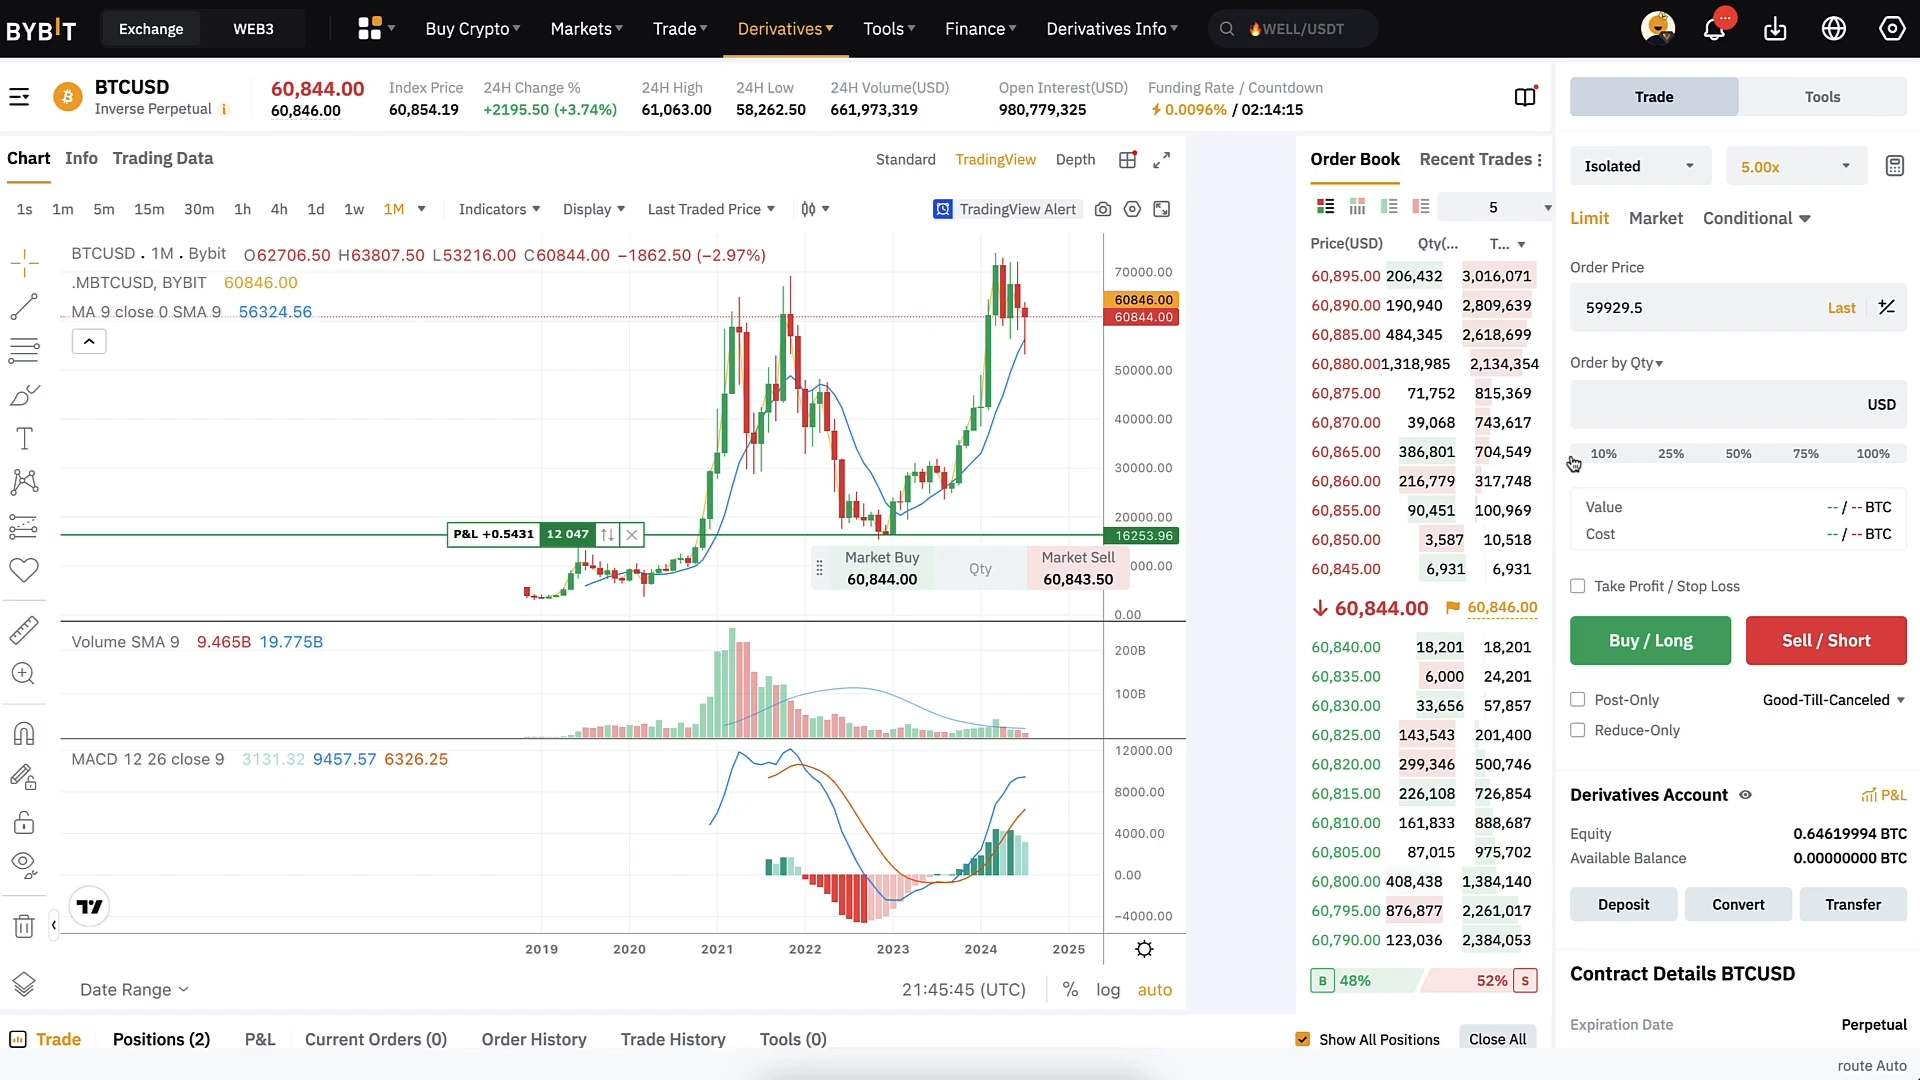 BYBIT Exchange WEB3 Buy Crypto Markets Trade Derivatives Tools Finance Derivatives Info 🔥WELL/USDT
BTCUSD
Inverse Perpetual
60,844.00
60,846.00
Index Price
60,854.19
24H Change %
+2195.50 (+3.74%)
24H High
61,063.00
24H Low
58,262.50
24H Volume(USD)
661,973,319
Open Interest(USD)
980,779,325
Funding Rate / Countdown
0.0096% / 02:14:15
Chart Info Trading Data
Standard TradingView Depth
1s 1m 5m 15m 30m 1h 4h 1d 1w 1M Indicators Display Last Traded Price
TradingView Alert
BTCUSD . 1M . Bybit O62706.50 H63807.50 L53216.00 C60844.00 −1862.50 (−2.97%)
.MBTCUSD, BYBIT 60846.00
MA 9 close 0 SMA 9 56324.56
70000.00
60846.00
60844.00
50000.00
40000.00
30000.00
20000.00
16253.96
000.00
0.00
P&L +0.5431 12 047
Market Buy
60,844.00
Qty
Market Sell
60,843.50
Volume SMA 9 9.465B 19.775B
200B
100B
MACD 12 26 close 9 3131.32 9457.57 6326.25
12000.00
8000.00
4000.00
0.00
−4000.00
2019 2020 2021 2022 2023 2024 2025
Date Range
21:45:45 (UTC) % log auto
Order Book Recent Trades
5
Price(USD) Qty(... T...
60,895.00 206,432 3,016,071
60,890.00 190,940 2,809,639
60,885.00 484,345 2,618,699
60,880.00 1,318,985 2,134,354
60,875.00 71,752 815,369
60,870.00 39,068 743,617
60,865.00 386,801 704,549
60,860.00 216,779 317,748
60,855.00 90,451 100,969
60,850.00 3,587 10,518
60,845.00 6,931 6,931
60,844.00 60,846.00
60,840.00 18,201 18,201
60,835.00 6,000 24,201
60,830.00 33,656 57,857
60,825.00 143,543 201,400
60,820.00 299,346 500,746
60,815.00 226,108 726,854
60,810.00 161,833 888,687
60,805.00 87,015 975,702
60,800.00 408,438 1,384,140
60,795.00 876,877 2,261,017
60,790.00 123,036 2,384,053
B 48% 52% S
Trade Tools
Isolated 5.00x
Limit Market Conditional
Order Price
59929.5 Last
Order by Qty
USD
10% 25% 50% 75% 100%
Value -- / -- BTC
Cost -- / -- BTC
Take Profit / Stop Loss
Buy / Long Sell / Short
Post-Only Good-Till-Canceled
Reduce-Only
Derivatives Account P&L
Equity 0.64619994 BTC
Available Balance 0.00000000 BTC
Deposit Convert Transfer
Contract Details BTCUSD
Expiration Date Perpetual
Trade Positions (2) P&L Current Orders (0) Order History Trade History Tools (0)
Show All Positions Close All
route Auto